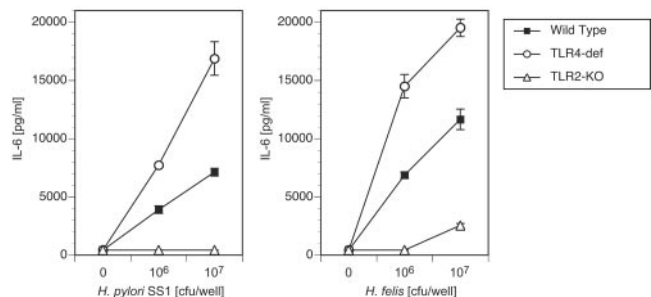 20000
15000
10000
5000
0
IL-6 [pg/ml]
0
10⁶
10⁷
H. pylori SS1 [cfu/well]
20000
15000
10000
5000
0
IL-6 [pg/ml]
0
10⁶
10⁷
H. felis [cfu/well]
Wild Type
TLR4-def
TLR2-KO